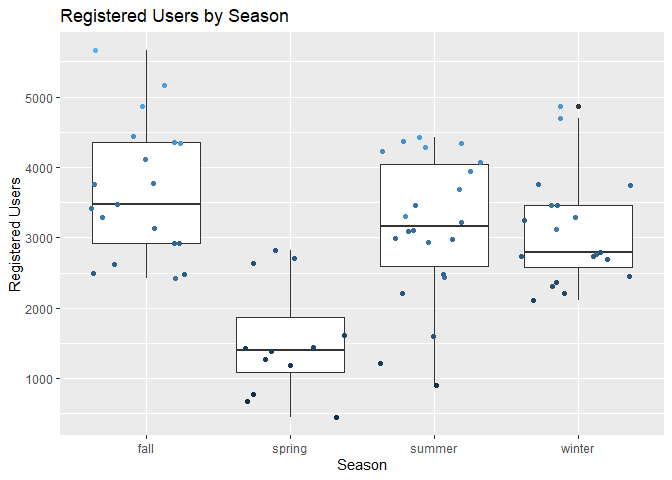 Registered Users by Season
Registered Users
5000
4000
3000
2000
1000
fall spring summer winter
Season